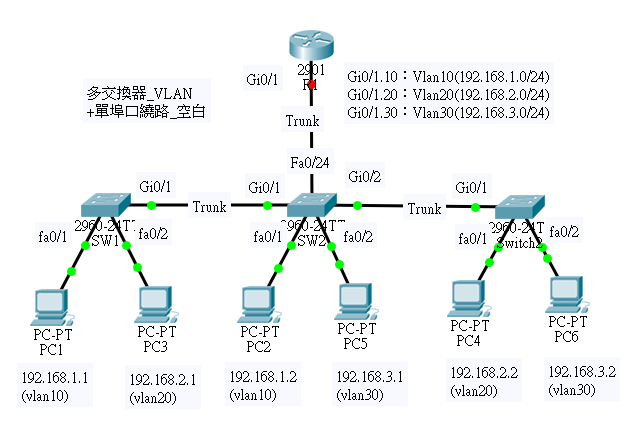 2901
R1
Gi0/1
Gi0/1.10：Vlan10(192.168.1.0/24)
Gi0/1.20：Vlan20(192.168.2.0/24)
Gi0/1.30：Vlan30(192.168.3.0/24)
多交換器_VLAN
+單埠口繞路_空白
Trunk
Fa0/24
Gi0/1
Trunk
Gi0/1
Gi0/2
Trunk
Gi0/1
2960-24TT
SW1
2960-24TT
SW2
2960-24TT
Switch2
fa0/1
fa0/2
fa0/1
fa0/2
fa0/1
fa0/2
PC-PT
PC1
PC-PT
PC3
PC-PT
PC2
PC-PT
PC5
PC-PT
PC4
PC-PT
PC6
192.168.1.1
(vlan10)
192.168.2.1
(vlan20)
192.168.1.2
(vlan10)
192.168.3.1
(vlan30)
192.168.2.2
(vlan20)
192.168.3.2
(vlan30)